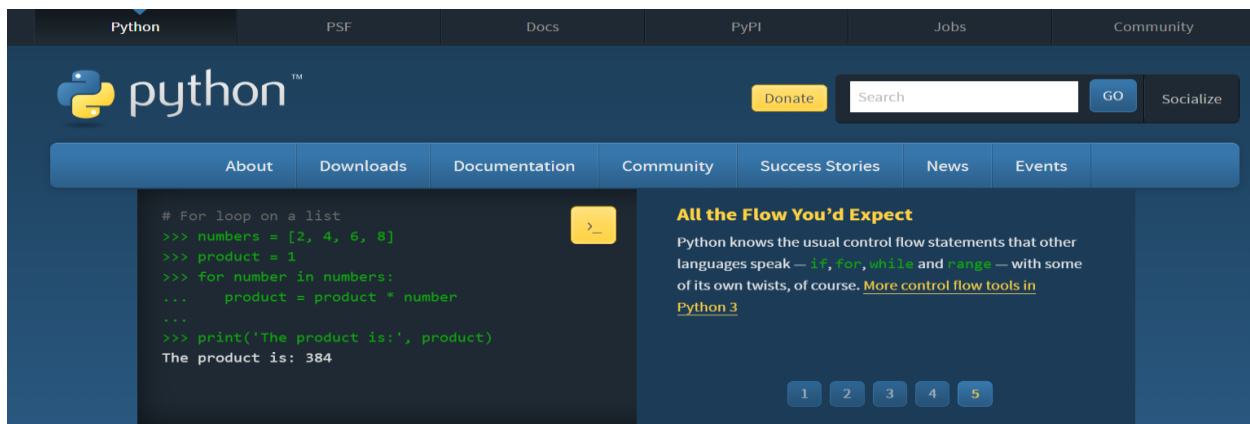 Python PSF Docs PyPI Jobs Community
python™
Donate Search GO Socialize
About Downloads Documentation Community Success Stories News Events
# For loop on a list
>>> numbers = [2, 4, 6, 8]
>>> product = 1
>>> for number in numbers:
...     product = product * number
...
>>> print('The product is:', product)
The product is: 384
>_
All the Flow You’d Expect
Python knows the usual control flow statements that other
languages speak — if, for, while and range — with some
of its own twists, of course. More control flow tools in
Python 3
1 2 3 4 5